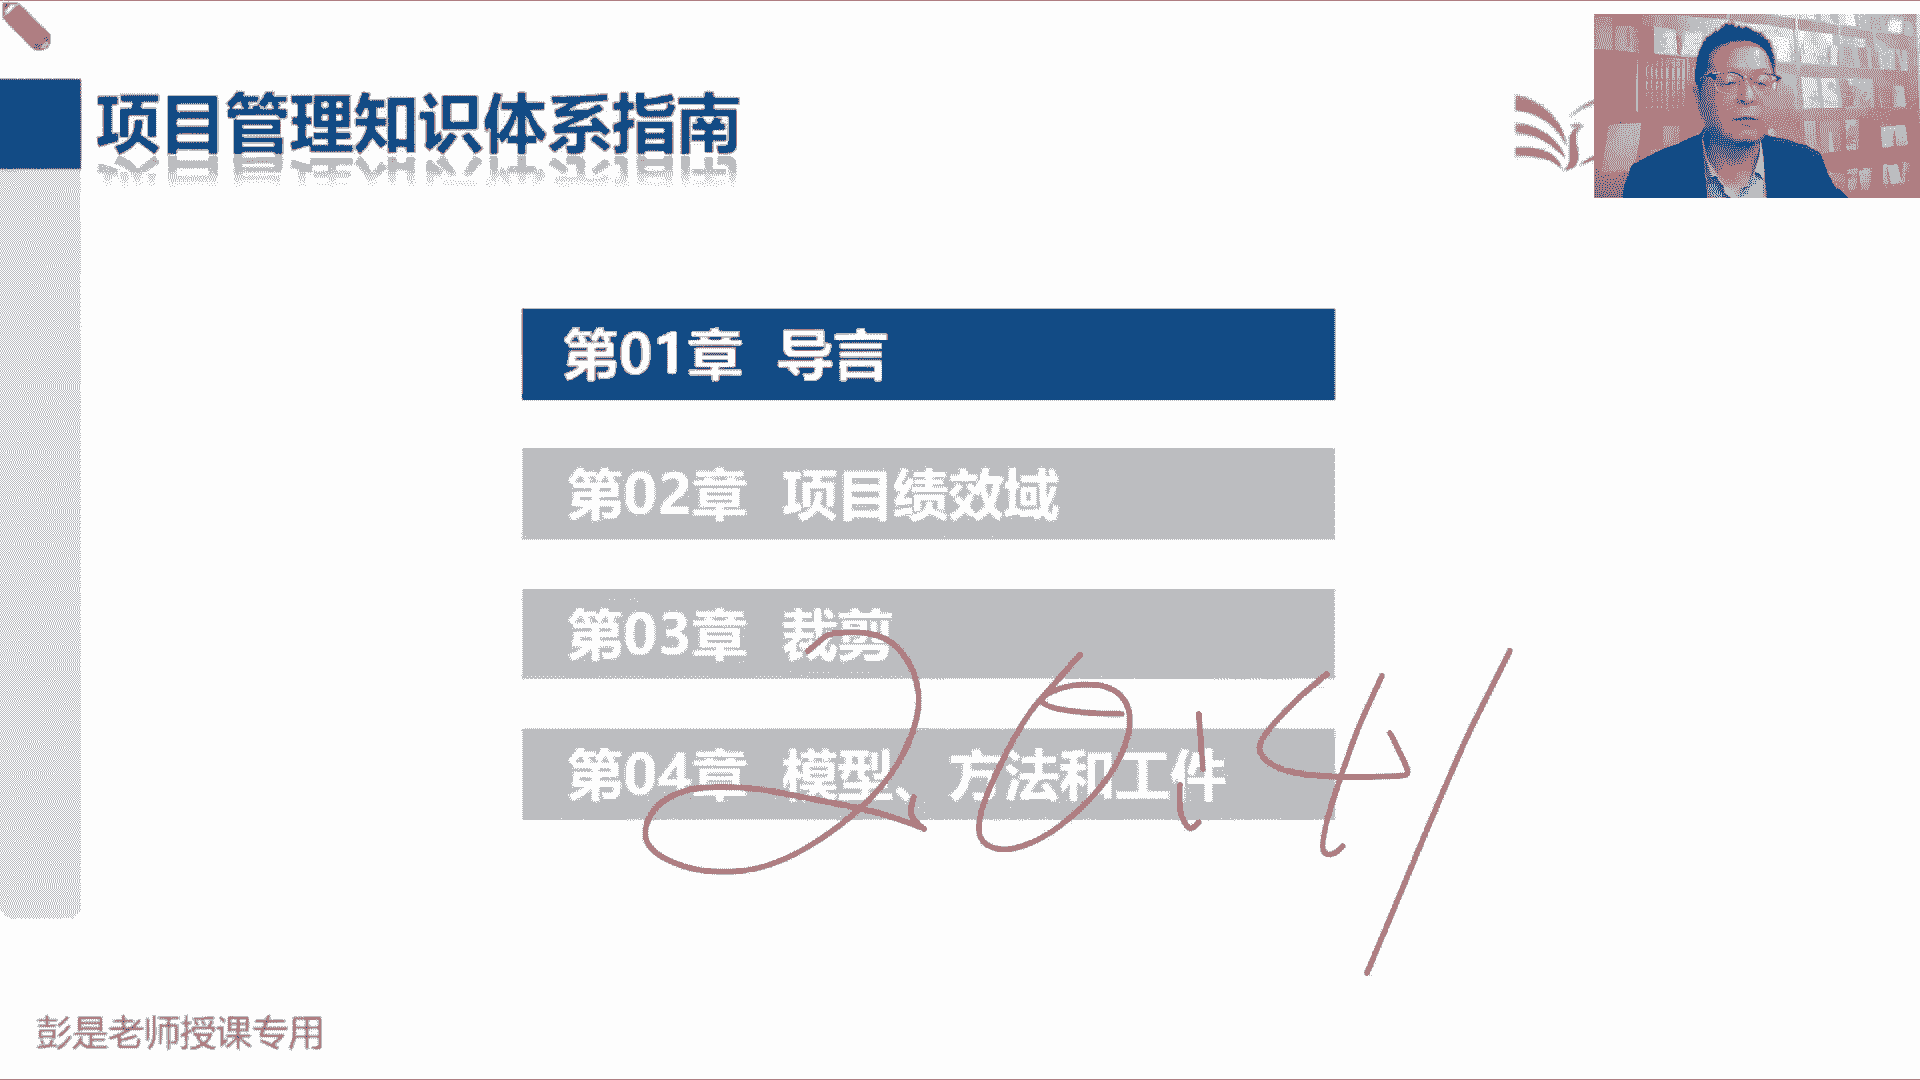 项目管理知识体系指南
第01章 导言
第02章 项目绩效域
第03章 裁剪
第04章 模型、方法和工件
彭是老师授课专用